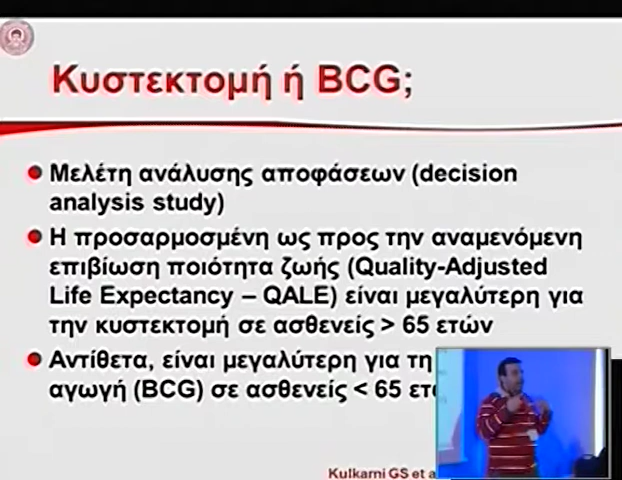 Κυστεκτομή ή BCG;
Μελέτη ανάλυσης αποφάσεων (decision
analysis study)
Η προσαρμοσμένη ως προς την αναμενόμενη
επιβίωση ποιότητα ζωής (Quality-Adjusted
Life Expectancy – QALE) είναι μεγαλύτερη για
την κυστεκτομή σε ασθενείς > 65 ετών
Αντίθετα, είναι μεγαλύτερη για τη
αγωγή (BCG) σε ασθενείς < 65
Kulkarni GS et